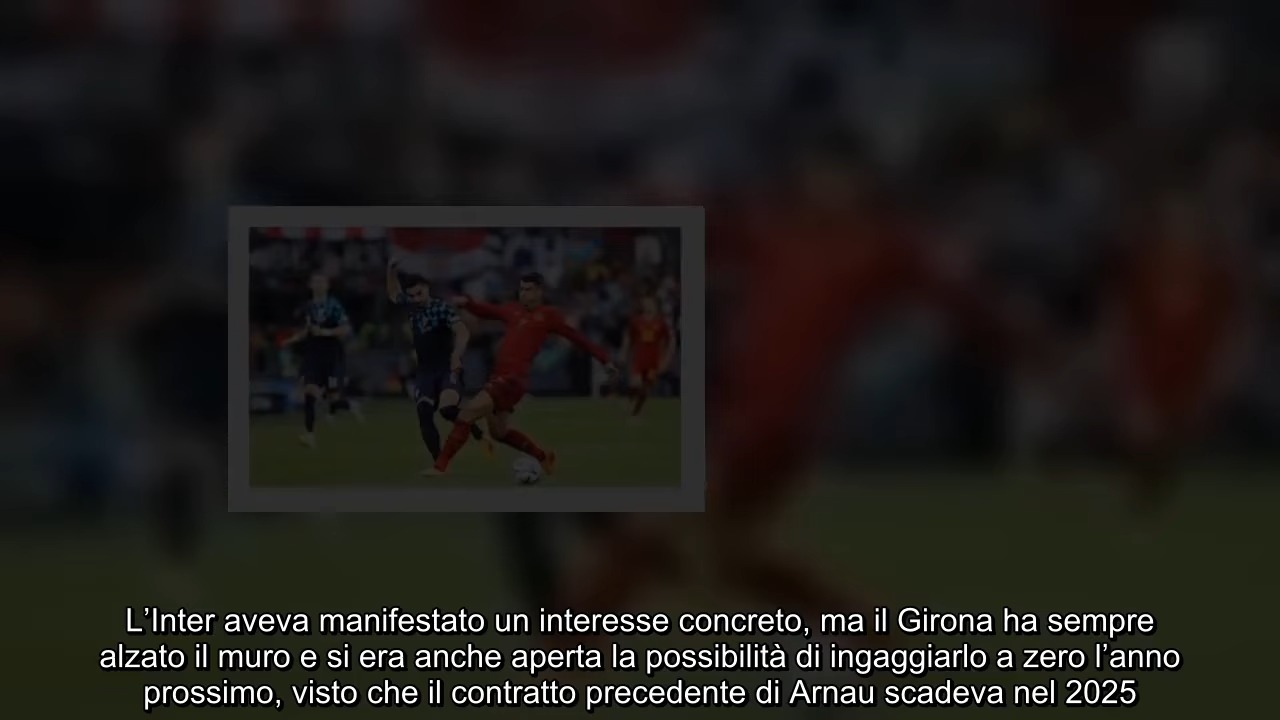 L’Inter aveva manifestato un interesse concreto, ma il Girona ha sempre
alzato il muro e si era anche aperta la possibilità di ingaggiarlo a zero l’anno
prossimo, visto che il contratto precedente di Arnau scadeva nel 2025